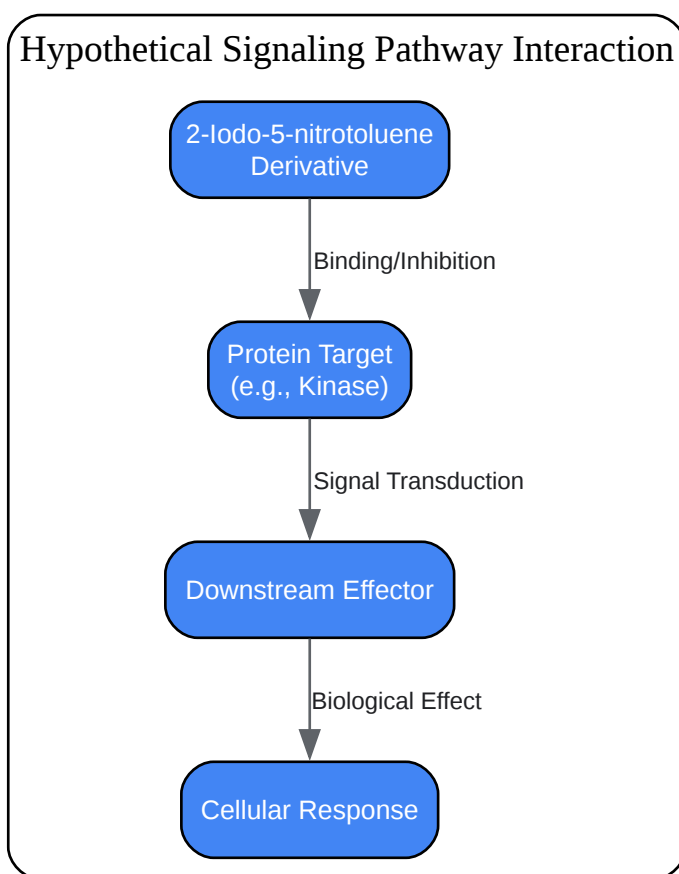 Hypothetical Signaling Pathway Interaction
2-Iodo-5-nitrotoluene
Derivative
Binding/Inhibition
Protein Target
(e.g., Kinase)
Signal Transduction
Downstream Effector
Biological Effect
Cellular Response